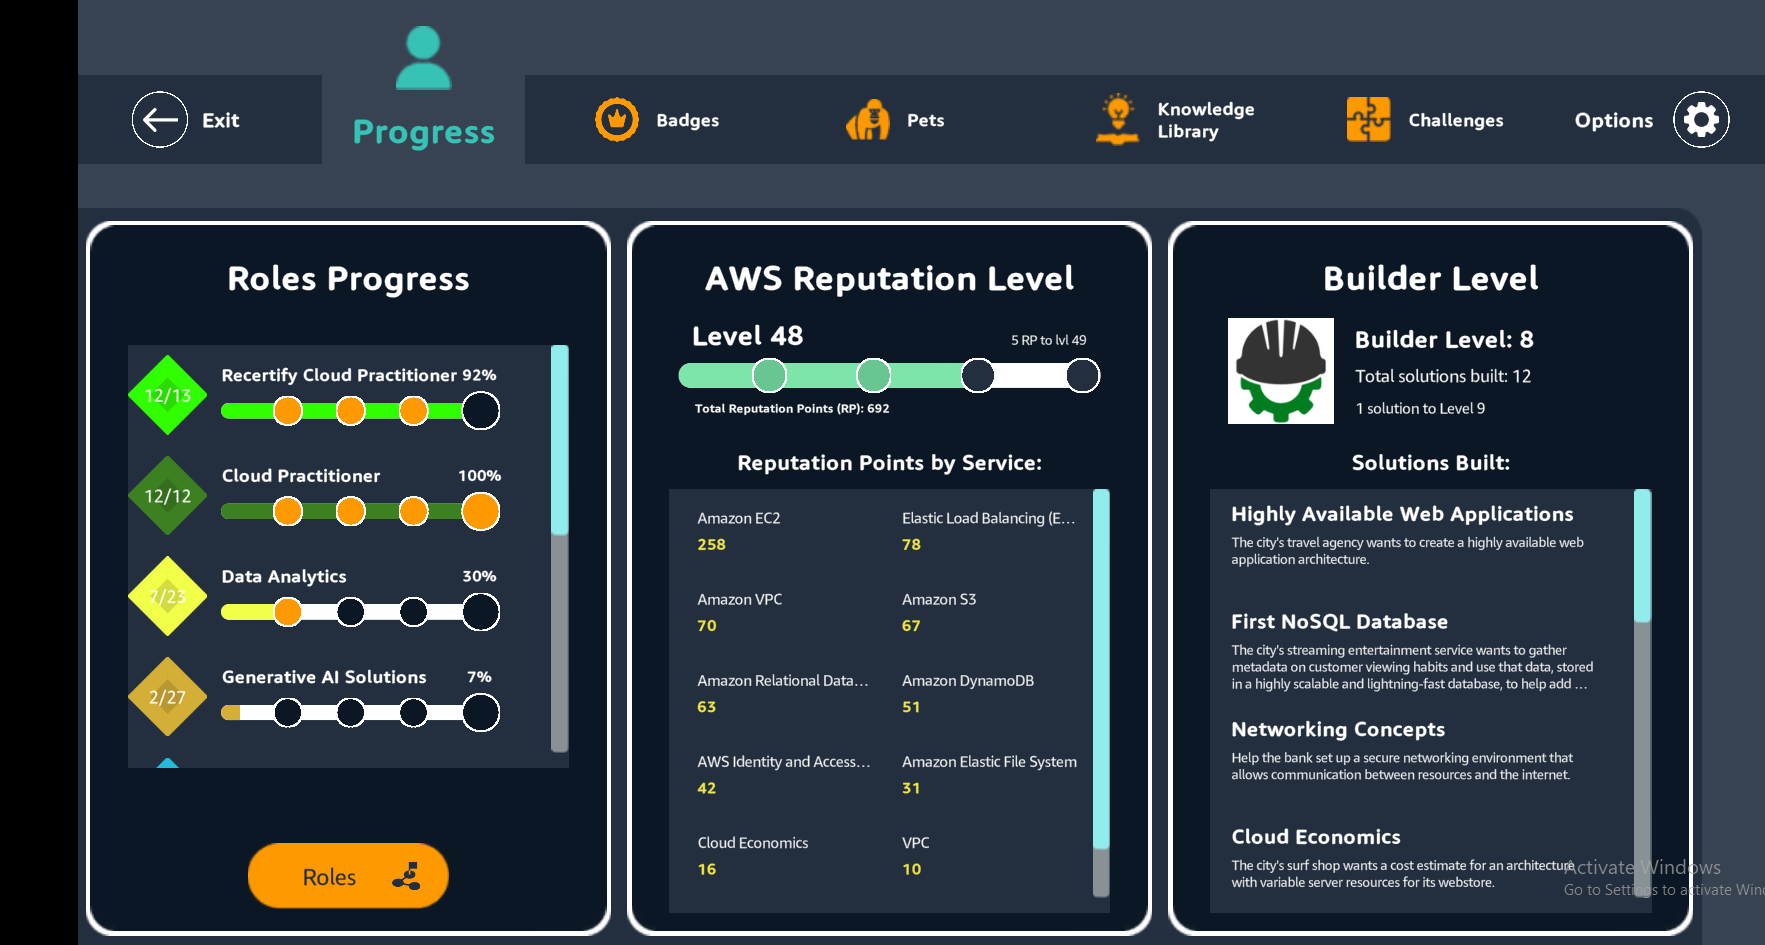 Exit
Progress
Badges
Pets
Knowledge
Library
Challenges
Options
Roles Progress
12/13
Recertify Cloud Practitioner 92%
12/12
Cloud Practitioner 100%
7/23
Data Analytics 30%
2/27
Generative AI Solutions 7%
Roles
AWS Reputation Level
Level 48
5 RP to lvl 49
Total Reputation Points (RP): 692
Reputation Points by Service:
Amazon EC2
258
Elastic Load Balancing (E...
78
Amazon VPC
70
Amazon S3
67
Amazon Relational Data...
63
Amazon DynamoDB
51
AWS Identity and Access...
42
Amazon Elastic File System
31
Cloud Economics
16
VPC
10
Builder Level
Builder Level: 8
Total solutions built: 12
1 solution to Level 9
Solutions Built:
Highly Available Web Applications
The city's travel agency wants to create a highly available web
application architecture.
First NoSQL Database
The city's streaming entertainment service wants to gather
metadata on customer viewing habits and use that data, stored
in a highly scalable and lightning-fast database, to help add ...
Networking Concepts
Help the bank set up a secure networking environment that
allows communication between resources and the internet.
Cloud Economics
The city's surf shop wants a cost estimate for an architecture
with variable server resources for its webstore.
Activate Windows
Go to Settings to activate Win